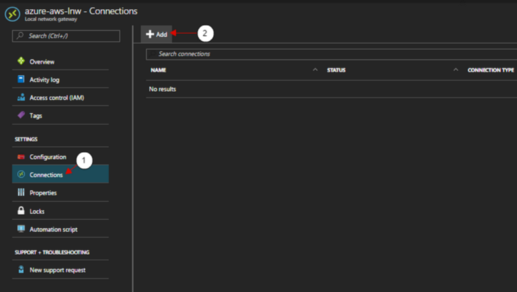 azure-aws-lnw - Connections
Local network gateway
Search (Ctrl+/)
Overview
Activity log
Access control (IAM)
Tags
SETTINGS
Configuration
1
Connections
Properties
Locks
Automation script
SUPPORT + TROUBLESHOOTING
New support request
Add
2
Search connections
NAME STATUS CONNECTION TYPE
No results